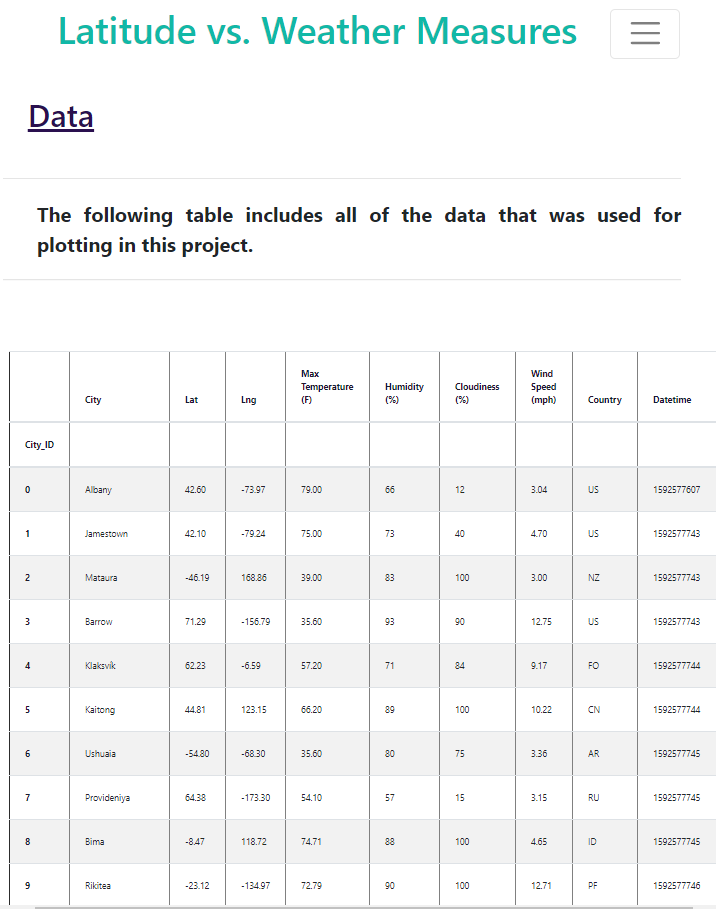 Latitude vs. Weather Measures
Data
The following table includes all of the data that was used for
plotting in this project.
City Lat Lng Max Temperature (F) Humidity (%) Cloudiness (%) Wind Speed (mph) Country Datetime
City_ID
0 Albany 42.60 -73.97 79.00 66 12 3.04 US 1592577607
1 Jamestown 42.10 -79.24 75.00 73 40 4.70 US 1592577743
2 Mataura -46.19 168.86 39.00 83 100 3.00 NZ 1592577743
3 Barrow 71.29 -156.79 35.60 93 90 12.75 US 1592577743
4 Klaksvík 62.23 -6.59 57.20 71 84 9.17 FO 1592577744
5 Kaitong 44.81 123.15 66.20 89 100 10.22 CN 1592577744
6 Ushuaia -54.80 -68.30 35.60 80 75 3.36 AR 1592577745
7 Provideniya 64.38 -173.30 54.10 57 15 3.15 RU 1592577745
8 Bima -8.47 118.72 74.71 88 100 4.65 ID 1592577745
9 Rikitea -23.12 -134.97 72.79 90 100 12.71 PF 1592577746